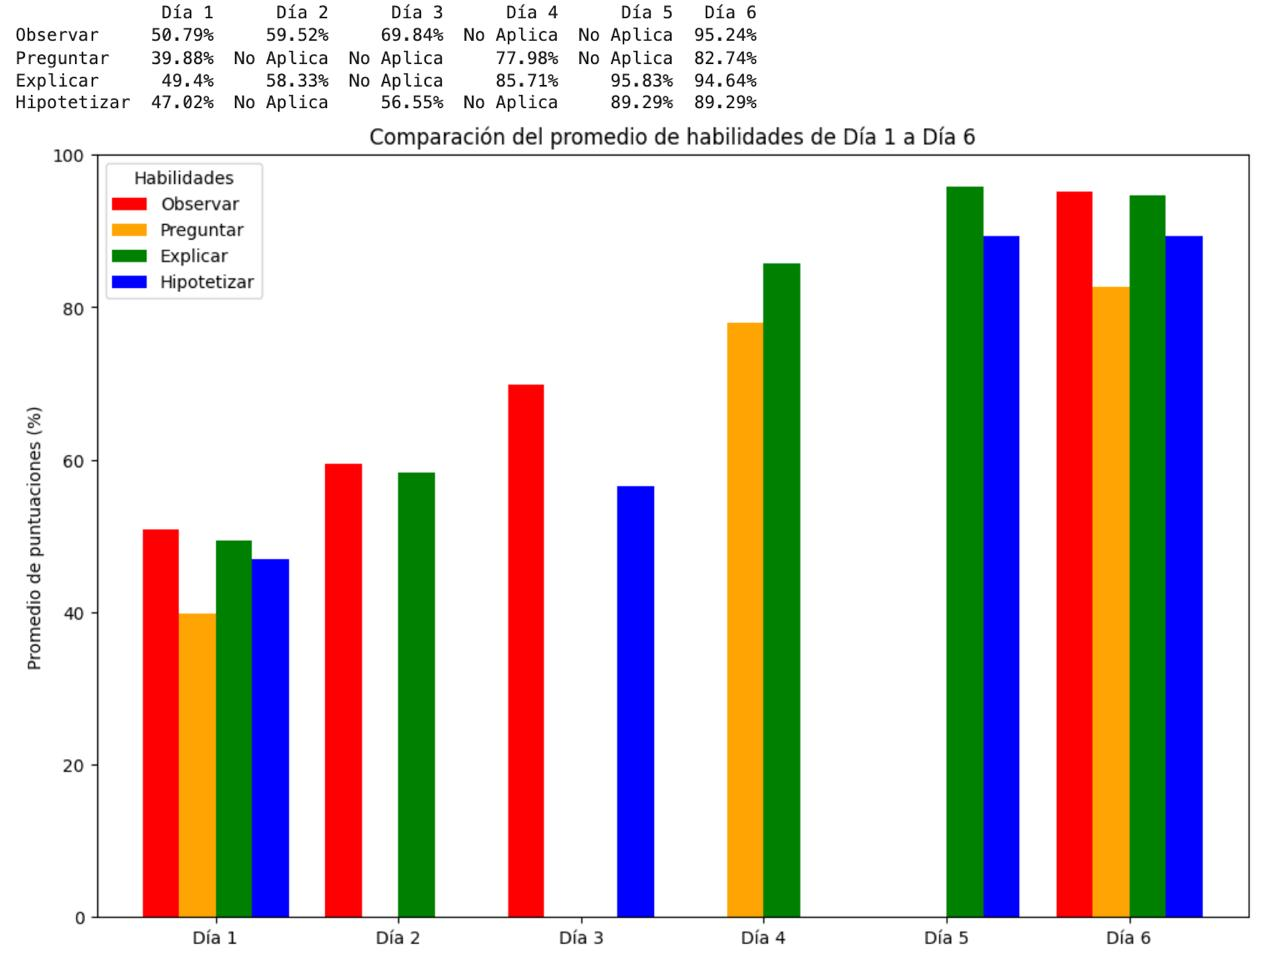 Día 1 Día 2 Día 3 Día 4 Día 5 Día 6
Observar 50.79% 59.52% 69.84% No Aplica No Aplica 95.24%
Preguntar 39.88% No Aplica No Aplica 77.98% No Aplica 82.74%
Explicar 49.4% 58.33% No Aplica 85.71% 95.83% 94.64%
Hipotetizar 47.02% No Aplica 56.55% No Aplica 89.29% 89.29%
Comparación del promedio de habilidades de Día 1 a Día 6
Habilidades
Observar
Preguntar
Explicar
Hipotetizar
Promedio de puntuaciones (%)
100
80
60
40
20
0
Día 1 Día 2 Día 3 Día 4 Día 5 Día 6